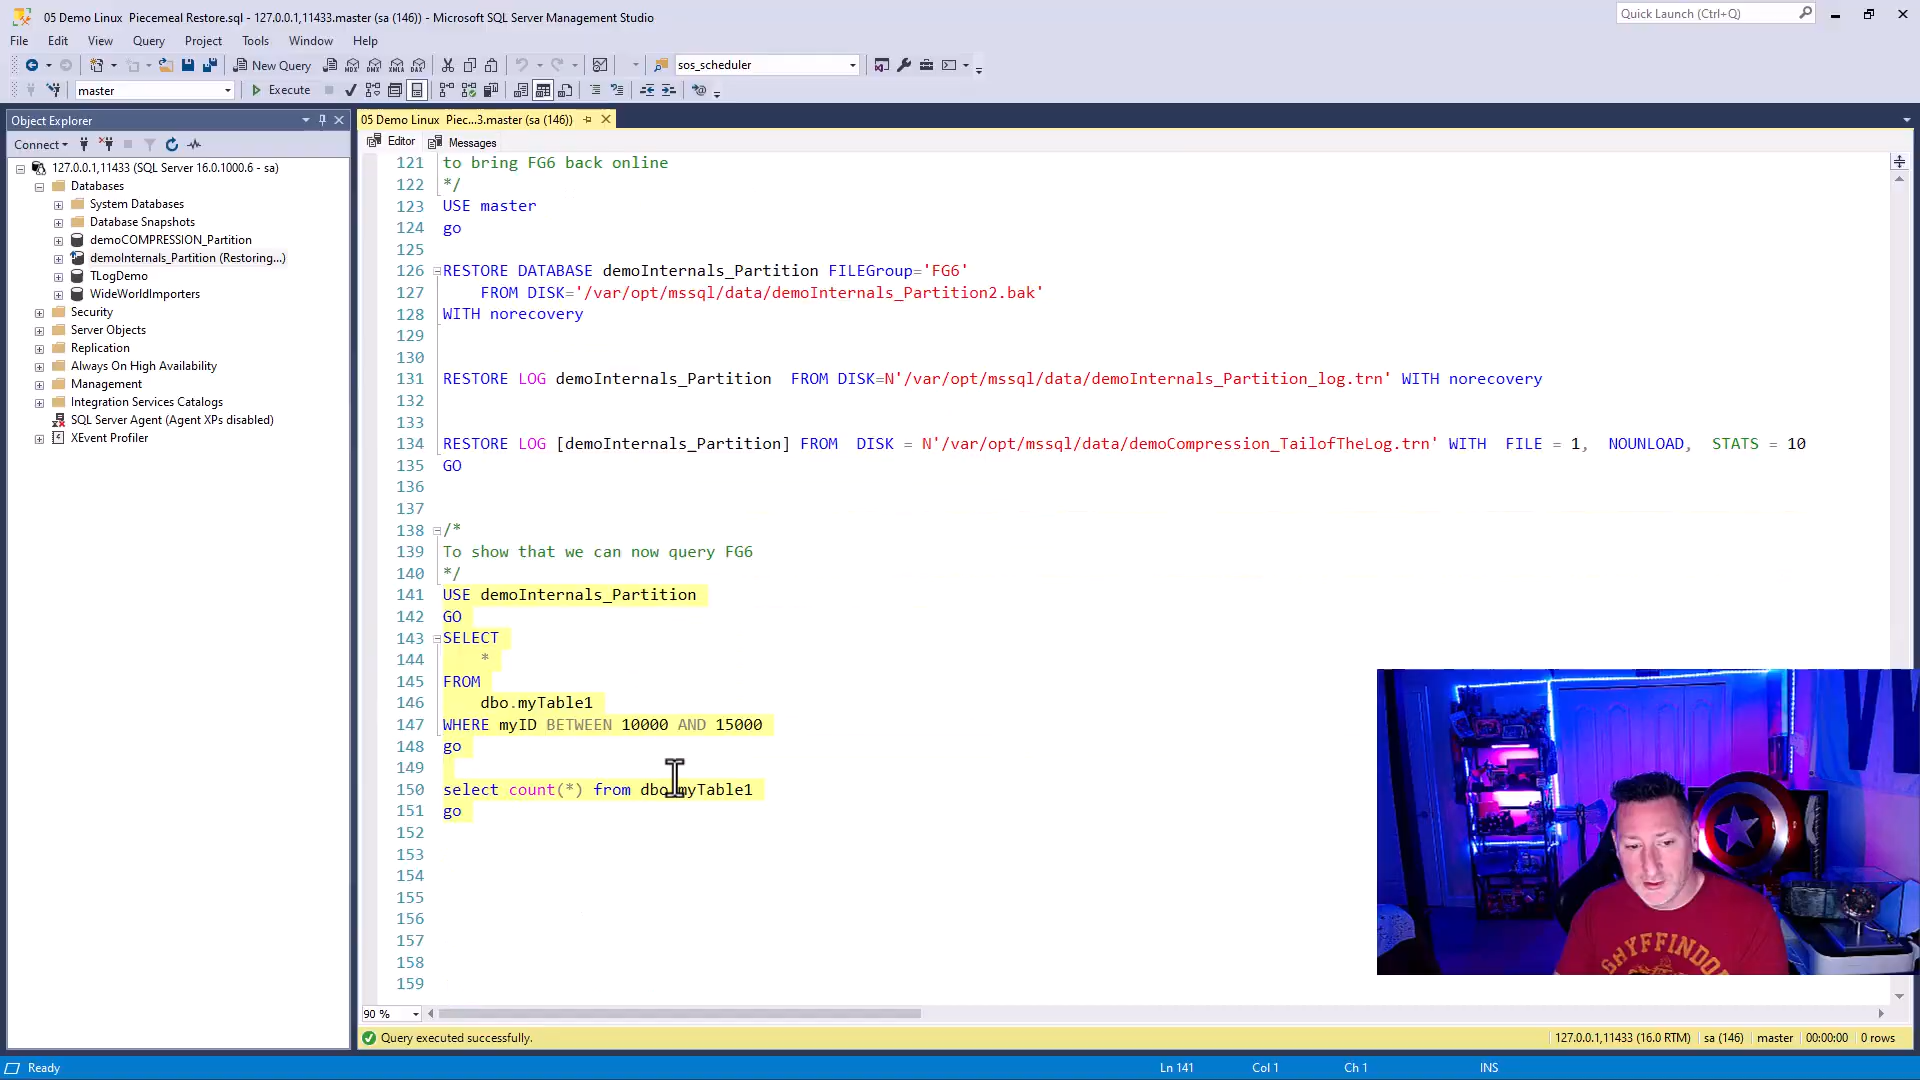 05 Demo Linux  Piecemeal Restore.sql - 127.0.0.1,11433.master (sa (146)) - Microsoft SQL Server Management Studio
Quick Launch (Ctrl+Q)
File Edit View Query Project Tools Window Help
New Query
sos_scheduler
master
Execute
Object Explorer
05 Demo Linux  Piec...3.master (sa (146))
Connect
Editor
Messages
127.0.0.1,11433 (SQL Server 16.0.1000.6 - sa)
Databases
System Databases
Database Snapshots
demoCOMPRESSION_Partition
demoInternals_Partition (Restoring...)
TLogDemo
WideWorldImporters
Security
Server Objects
Replication
Always On High Availability
Management
Integration Services Catalogs
SQL Server Agent (Agent XPs disabled)
XEvent Profiler
121 to bring FG6 back online
122 */
123 USE master
124 go
125
126 RESTORE DATABASE demoInternals_Partition FILEGroup='FG6'
127 FROM DISK='/var/opt/mssql/data/demoInternals_Partition2.bak'
128 WITH norecovery
129
130
131 RESTORE LOG demoInternals_Partition  FROM DISK=N'/var/opt/mssql/data/demoInternals_Partition_log.trn' WITH norecovery
132
133
134 RESTORE LOG [demoInternals_Partition] FROM  DISK = N'/var/opt/mssql/data/demoCompression_TailofTheLog.trn' WITH  FILE = 1,  NOUNLOAD,  STATS = 10
135 GO
136
137
138 /*
139 To show that we can now query FG6
140 */
141 USE demoInternals_Partition
142 GO
143 SELECT
144 *
145 FROM
146 dbo.myTable1
147 WHERE myID BETWEEN 10000 AND 15000
148 go
149
150 select count(*) from dbo.myTable1
151 go
152
153
154
155
156
157
158
159
GRYFFINDOR
90 %
Query executed successfully.
127.0.0.1,11433 (16.0 RTM) sa (146) master 00:00:00 0 rows
Ready
Ln 141 Col 1 Ch 1 INS